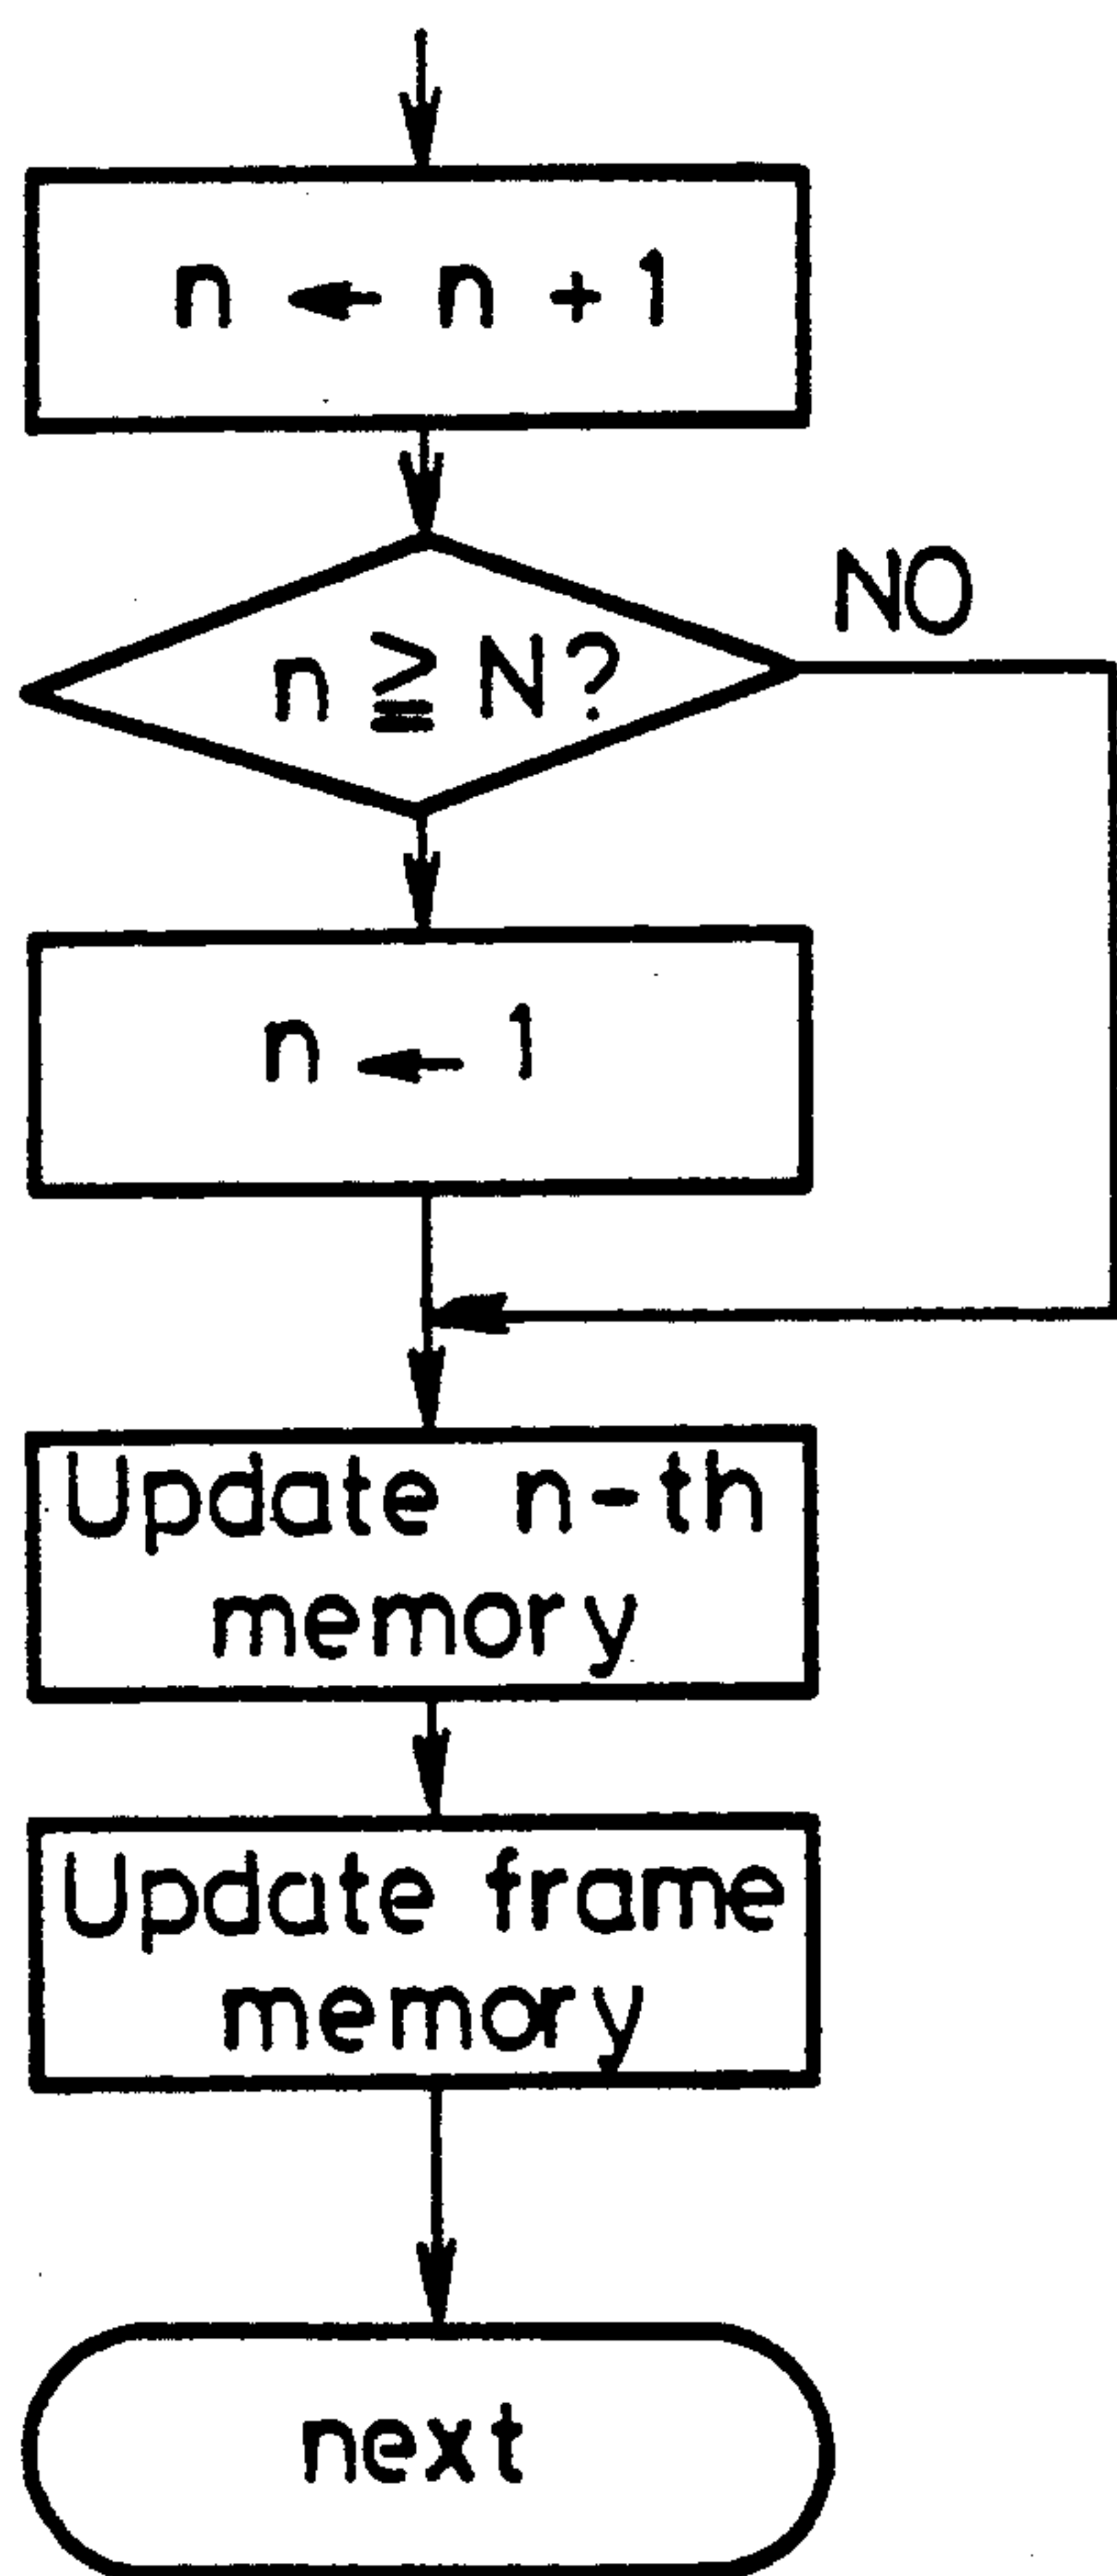 n ← n + 1
n ≧ N?
NO
n ← 1
Update n-th
memory
Update frame
memory
next